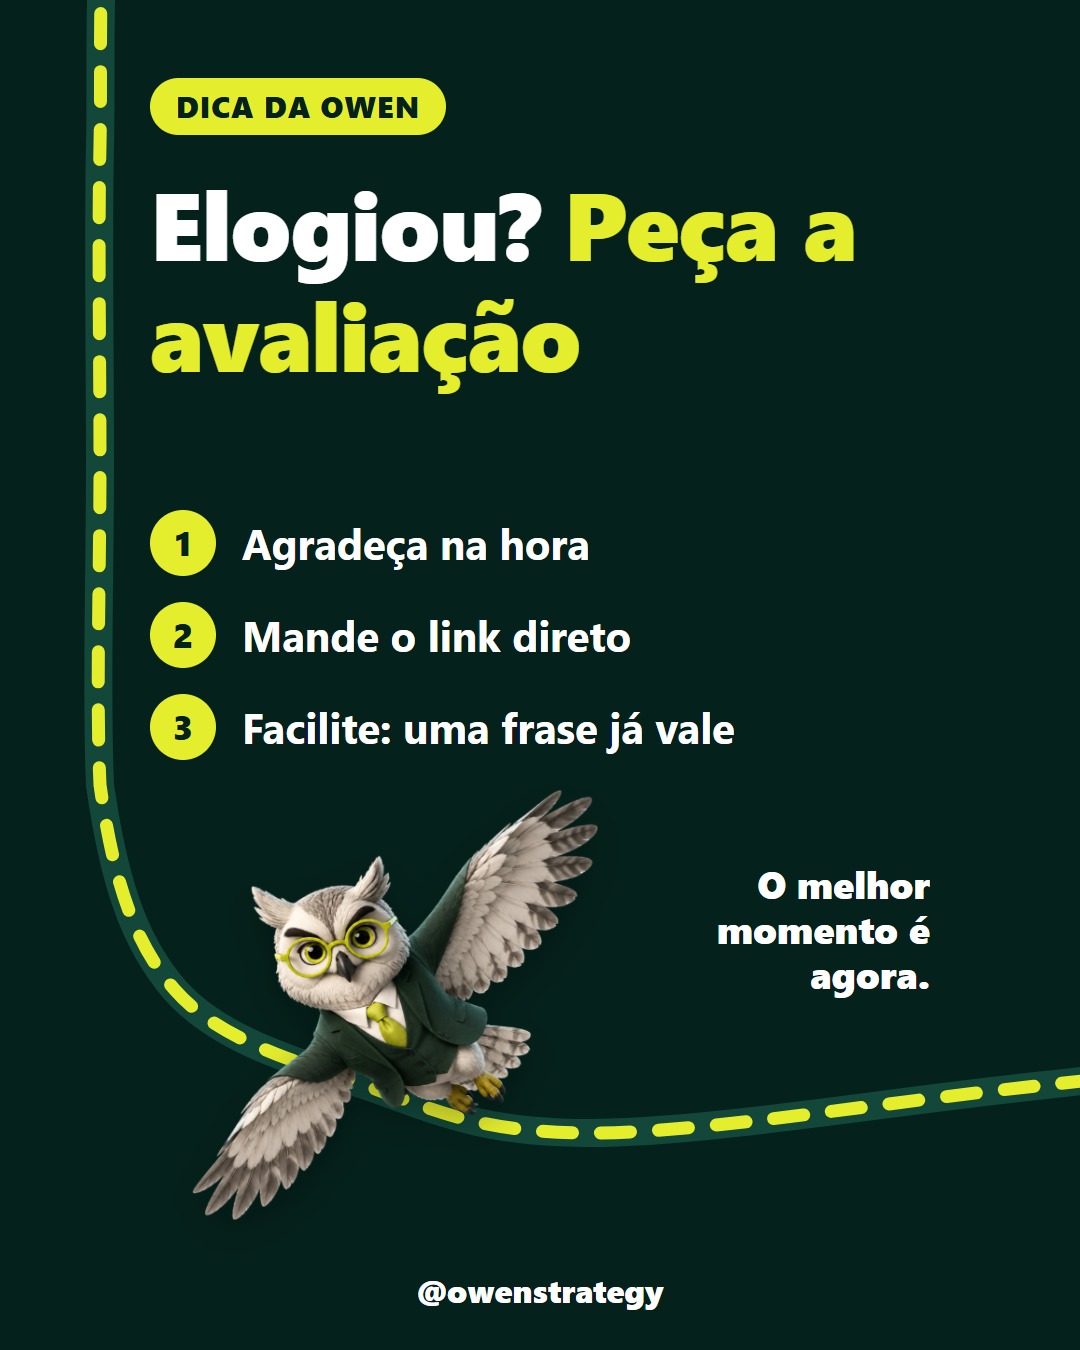 DICA DA OWEN
Elogiou? Peça a
avaliação
1 Agradeça na hora
2 Mande o link direto
3 Facilite: uma frase já vale
O melhor
momento é
agora.
@owenstrategy